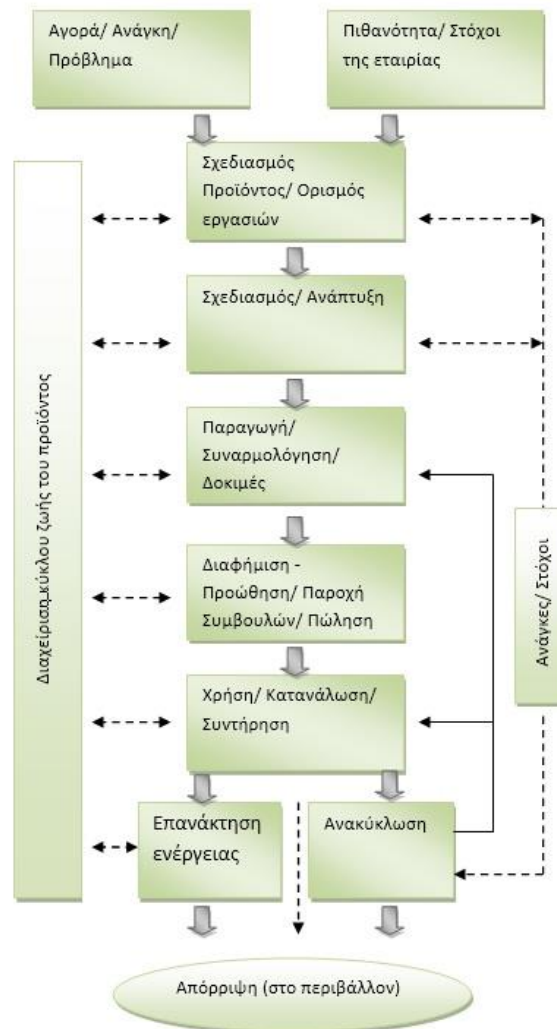 Αγορά/ Ανάγκη/
Πρόβλημα
Πιθανότητα/ Στόχοι
της εταιρίας
Σχεδιασμός
Προϊόντος/ Ορισμός
εργασιών
Σχεδιασμός/ Ανάπτυξη
Παραγωγή/
Συναρμολόγηση/
Δοκιμές
Διαφήμιση -
Προώθηση/ Παροχή
Συμβουλών/ Πώληση
Χρήση/ Κατανάλωση/
Συντήρηση
Επανάκτηση
ενέργειας
Ανακύκλωση
Απόρριψη (στο περιβάλλον)
Διαχείριση κύκλου ζωής του προϊόντος
Ανάγκες/ Στόχοι